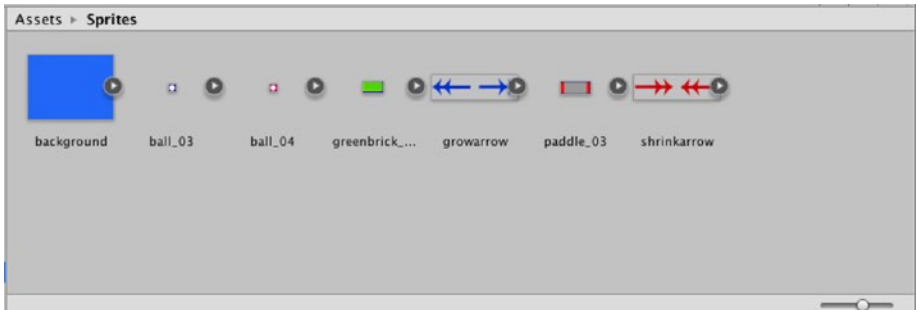 Assets ▸ Sprites
background ball_03 ball_04 greenbrick_... growarrow paddle_03 shrinkarrow